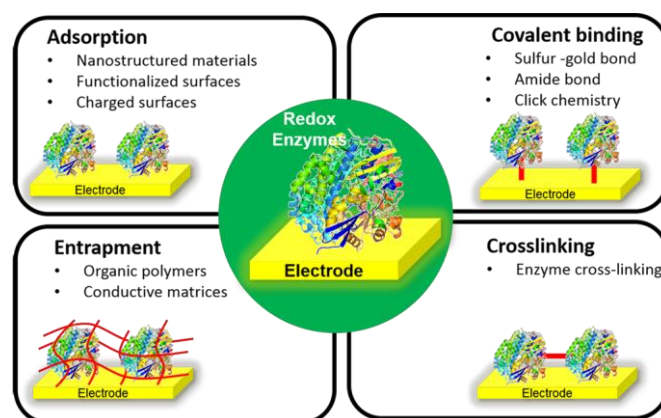 Adsorption
• Nanostructured materials
• Functionalized surfaces
• Charged surfaces
Electrode
Covalent binding
• Sulfur -gold bond
• Amide bond
• Click chemistry
Electrode
Redox
Enzymes
Electrode
Entrapment
• Organic polymers
• Conductive matrices
Electrode
Crosslinking
• Enzyme cross-linking
Electrode